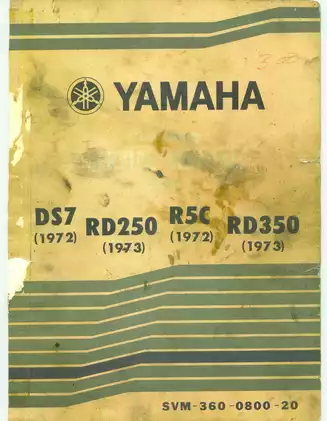 YAMAHA
DS7 RD250 R5C RD350
(1972) (1973) (1972) (1973)
SVM-360-0800-20